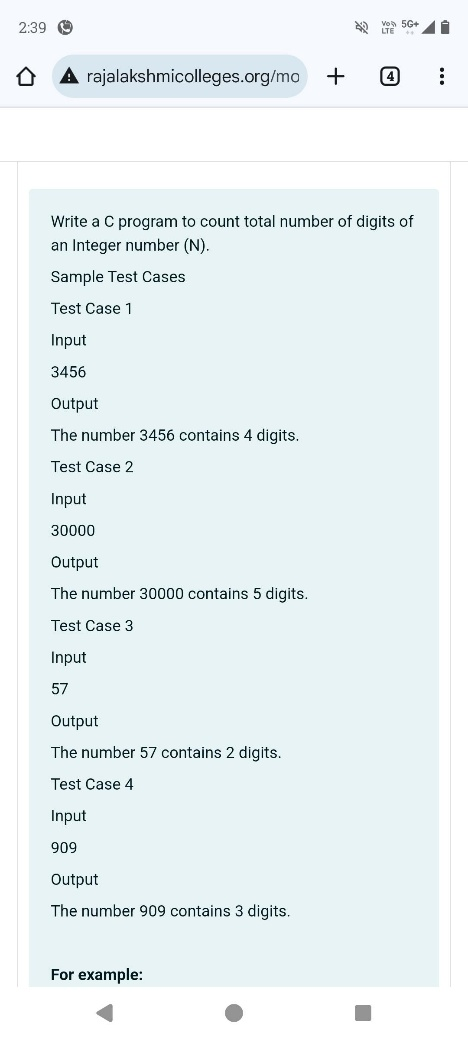 2:39
Vo))
LTE
5G+
rajalakshmicolleges.org/mo
4
Write a C program to count total number of digits of
an Integer number (N).
Sample Test Cases
Test Case 1
Input
3456
Output
The number 3456 contains 4 digits.
Test Case 2
Input
30000
Output
The number 30000 contains 5 digits.
Test Case 3
Input
57
Output
The number 57 contains 2 digits.
Test Case 4
Input
909
Output
The number 909 contains 3 digits.
For example: